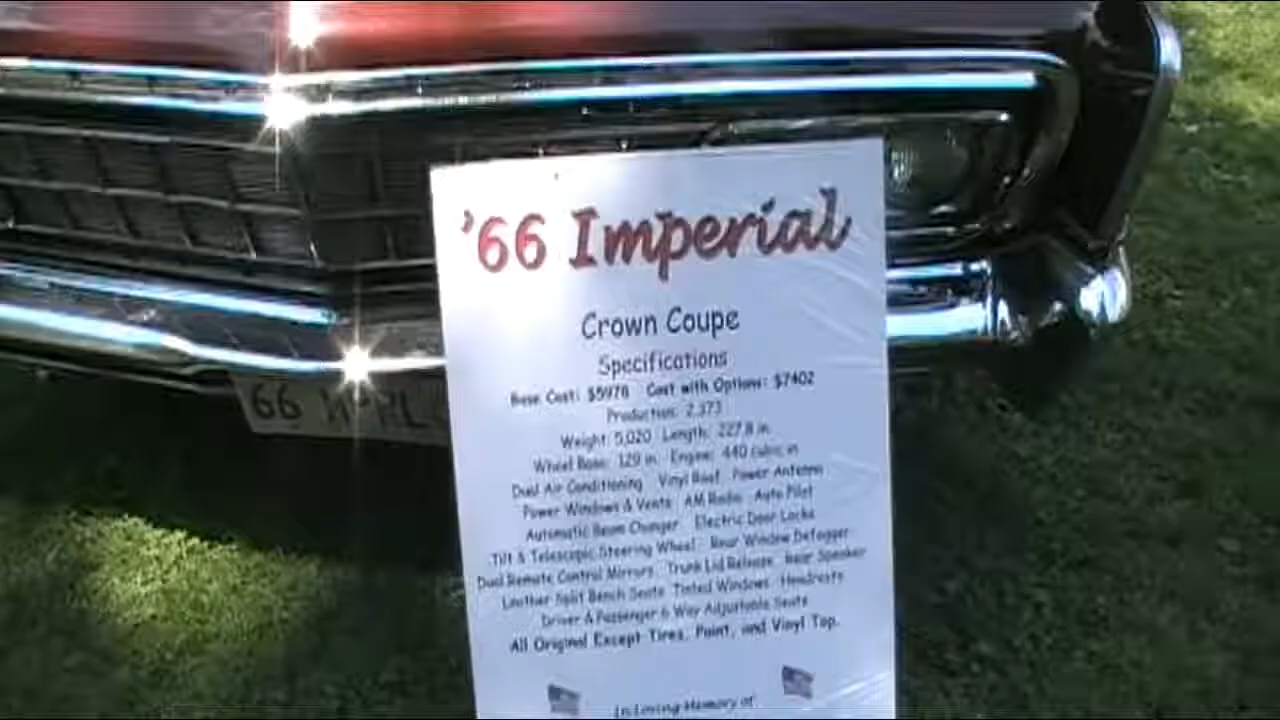 '66 Imperial
Crown Coupe
Specifications
Base Cost: $5978 Cost with Options: $7402
Production: 2,373
Weight: 5,020 Length: 227.8 in.
Wheel Base: 129 in. Engine: 440 cubic in
Dual Air Conditioning Vinyl Roof Power Antenna
Power Windows & Vents AM Radio Auto Pilot
Automatic Beam Changer Electric Door Locks
Tilt & Telescopic Steering Wheel Rear Window Defogger
Dual Remote Control Mirrors Trunk Lid Release Rear Speaker
Leather Split Bench Seats Tinted Windows Headrests
Driver & Passenger 6 Way Adjustable Seats
All Original Except Tires, Paint, and Vinyl Top.
In Loving Memory of
66